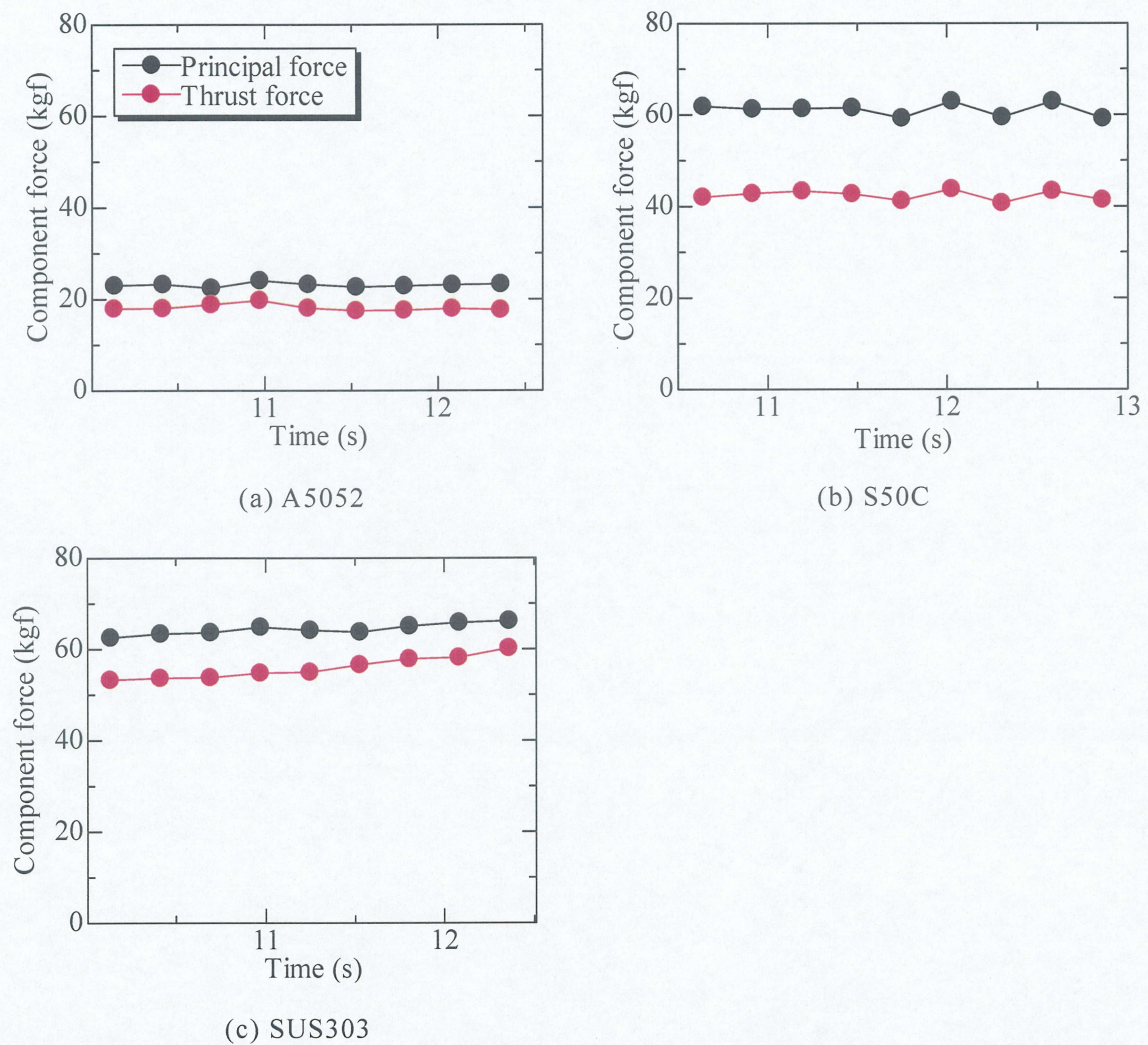 80
60
40
20
0
Component force (kgf)
Principal force
Thrust force
11
12
Time (s)
(a) A5052
80
60
40
20
0
Component force (kgf)
11
12
13
Time (s)
(b) S50C
80
60
40
20
0
Component force (kgf)
11
12
Time (s)
(c) SUS303